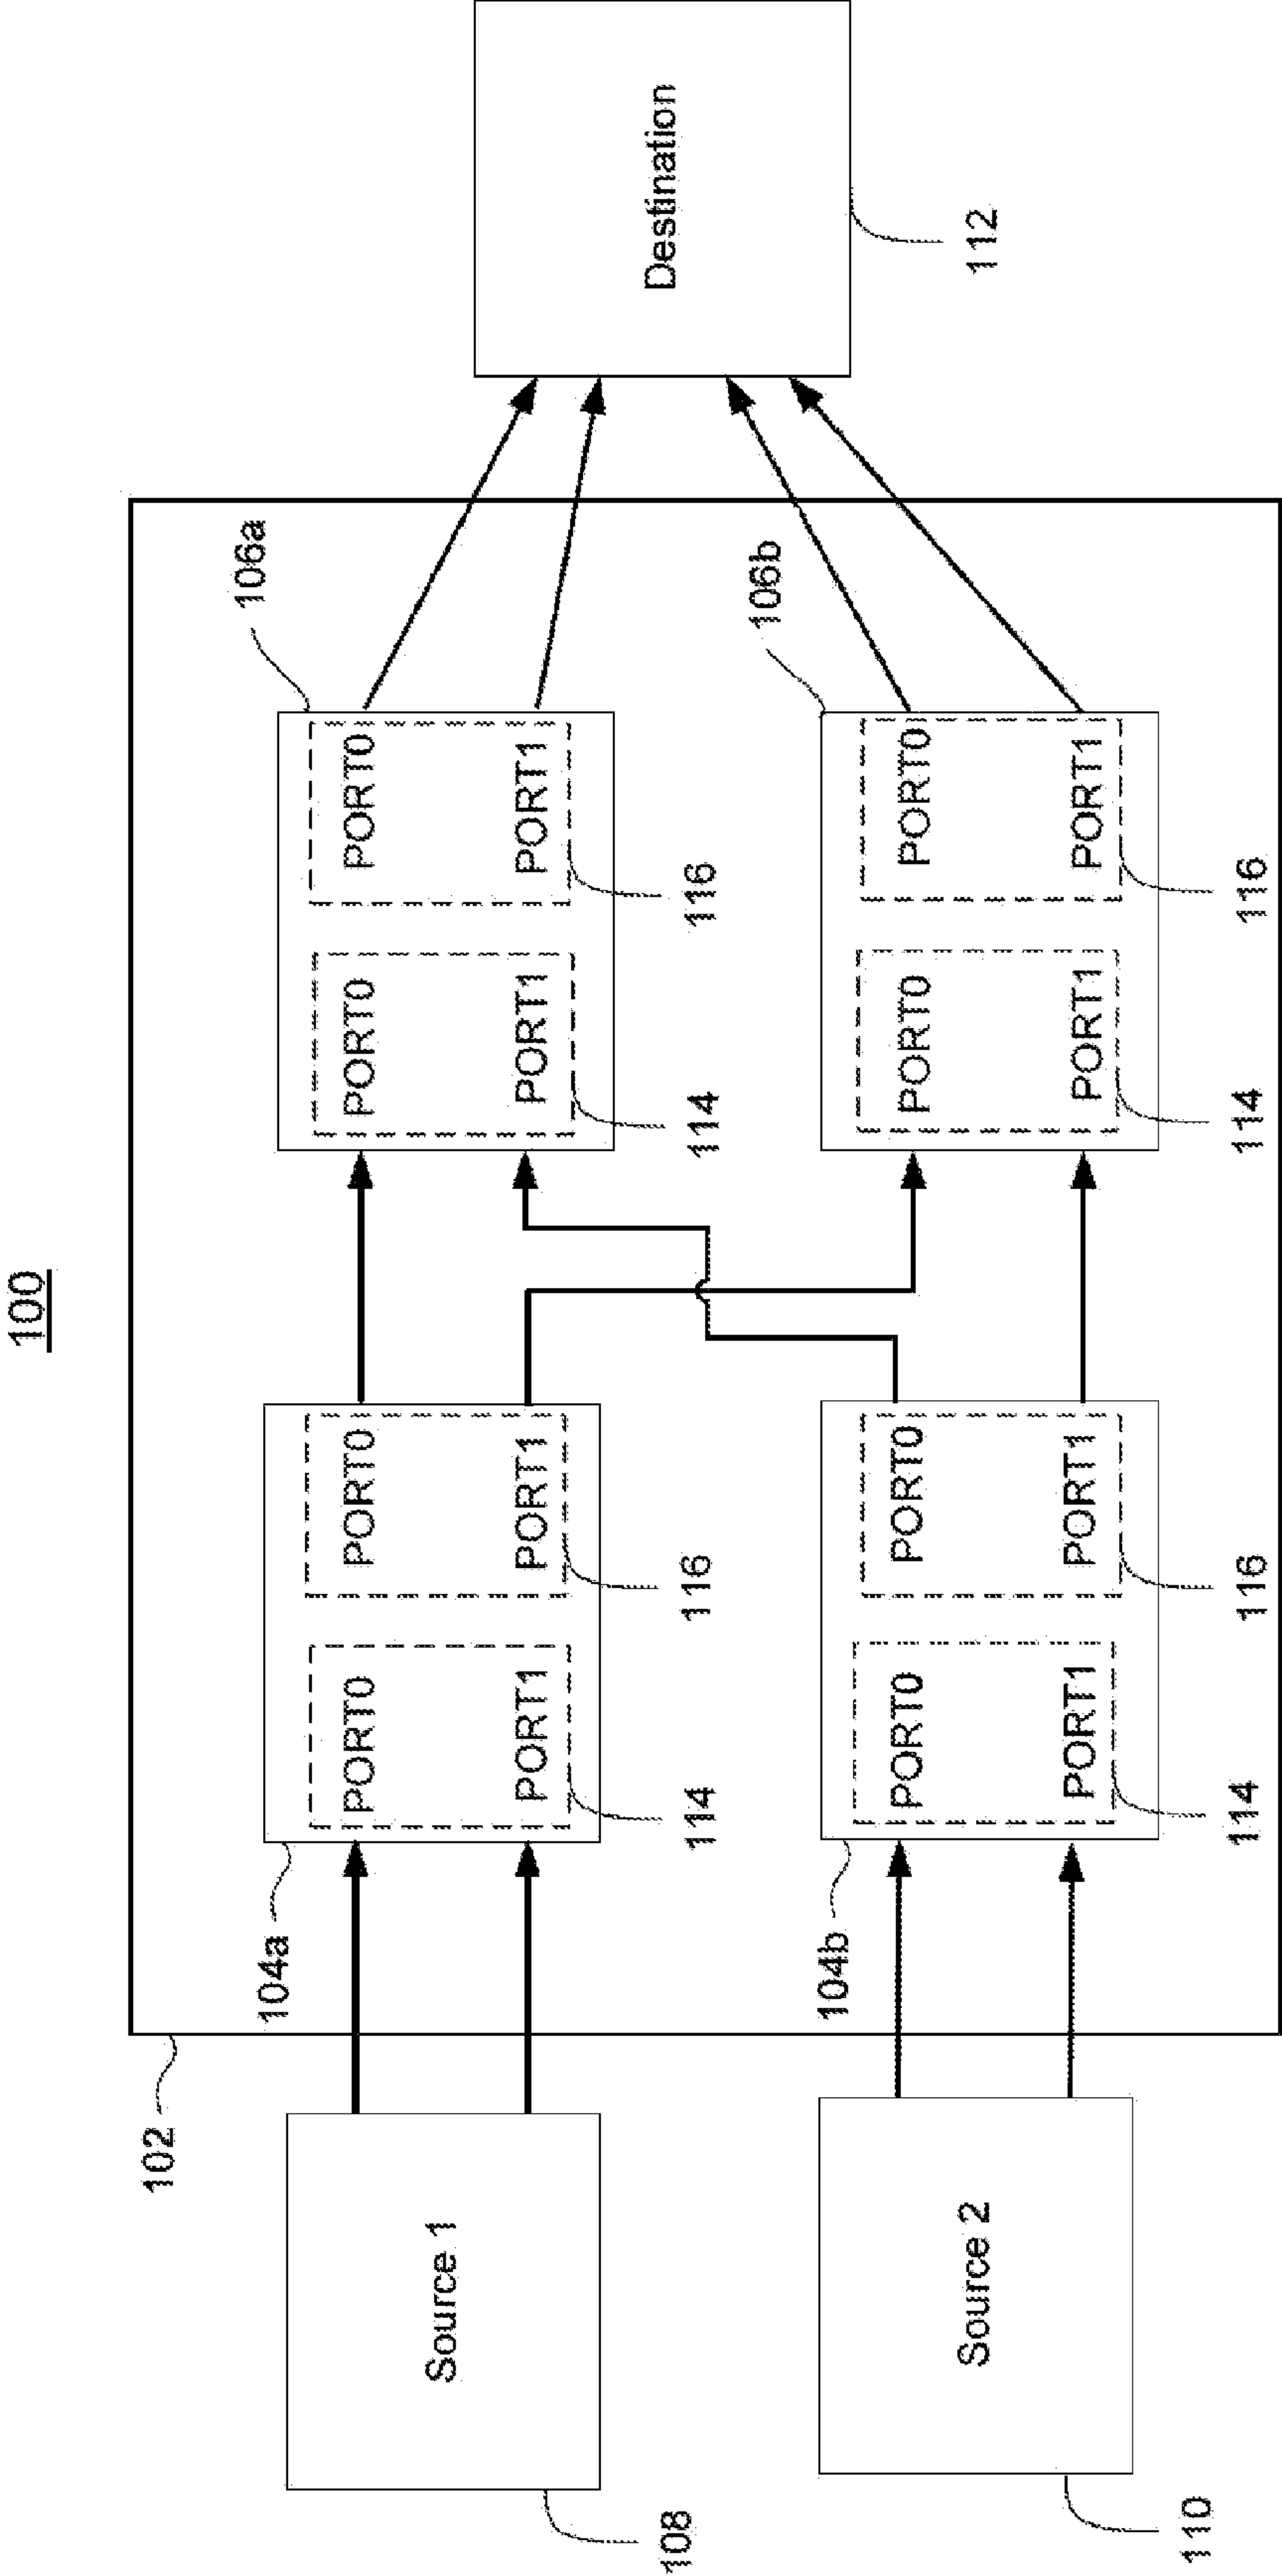 100
102
104a
106a
Source 1
PORT0
PORT0
PORT0
PORT0
PORT1
PORT1
PORT1
PORT1
Destination
108
114
116
114
116
104b
106b
112
Source 2
PORT0
PORT0
PORT0
PORT0
PORT1
PORT1
PORT1
PORT1
110
114
116
114
116